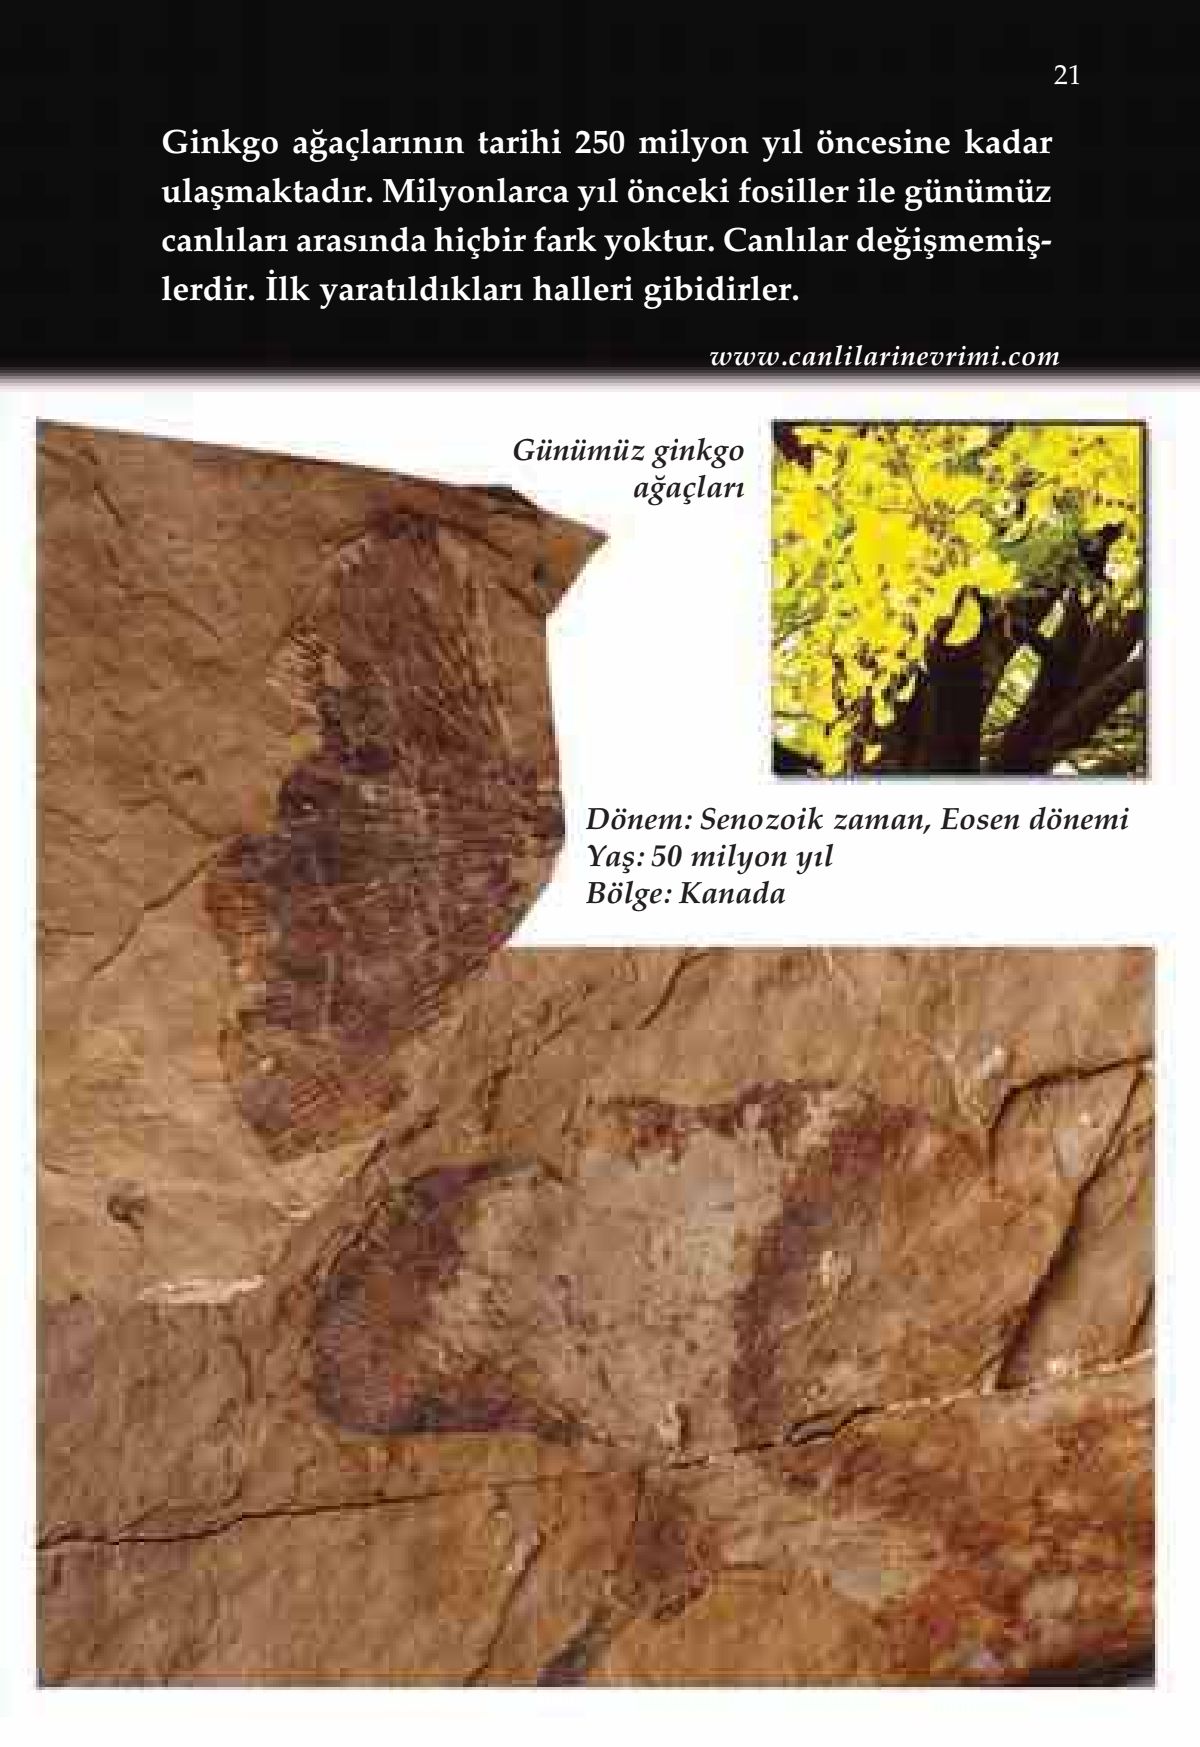 21
Ginkgo ağaçlarının tarihi 250 milyon yıl öncesine kadar
ulaşmaktadır. Milyonlarca yıl önceki fosiller ile günümüz
canlıları arasında hiçbir fark yoktur. Canlılar değişmemiş-
lerdir. İlk yaratıldıkları halleri gibidirler.
www.canlilarinevrimi.com
Günümüz ginkgo
ağaçları
Dönem: Senozoik zaman, Eosen dönemi
Yaş: 50 milyon yıl
Bölge: Kanada